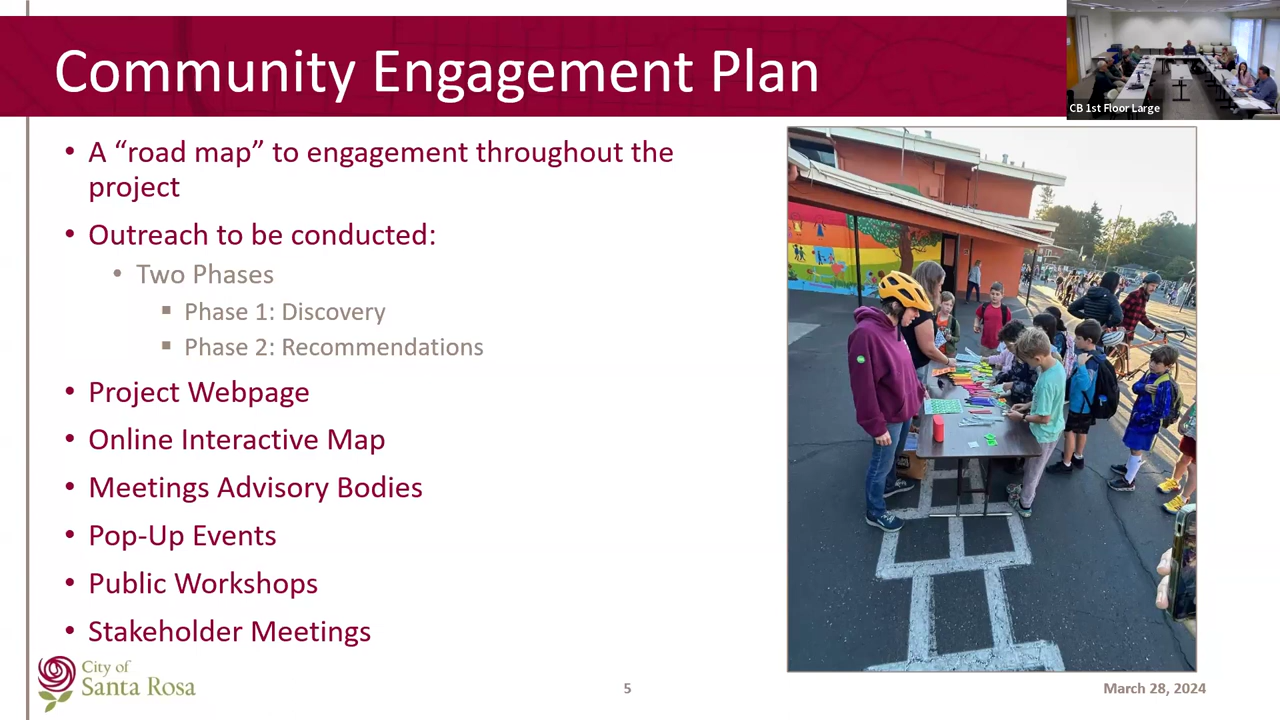 Community Engagement Plan
CB 1st Floor Large
• A “road map” to engagement throughout the
project
• Outreach to be conducted:
• Two Phases
▪ Phase 1: Discovery
▪ Phase 2: Recommendations
• Project Webpage
• Online Interactive Map
• Meetings Advisory Bodies
• Pop-Up Events
• Public Workshops
• Stakeholder Meetings
City of
Santa Rosa
5
March 28, 2024